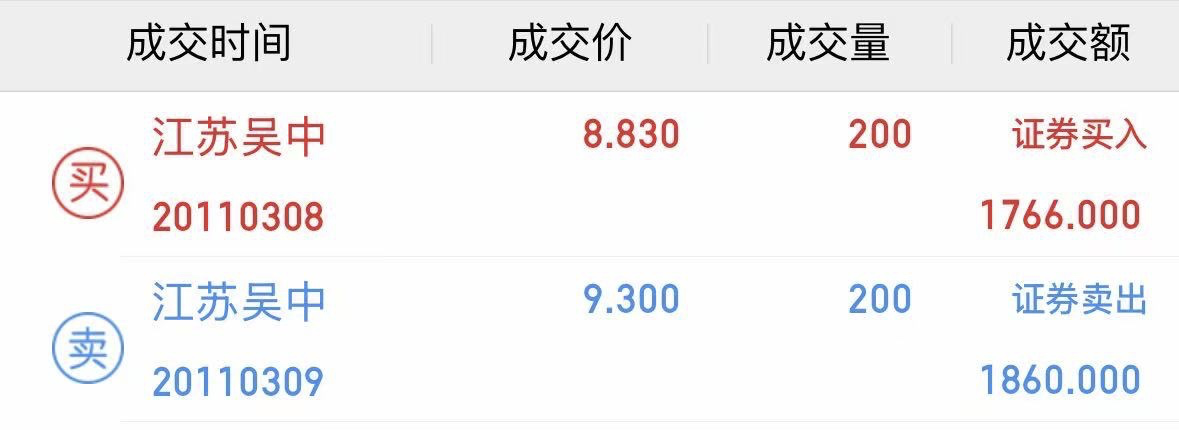 成交时间 成交价 成交量 成交额
江苏吴中 8.830 200 证券买入
买
20110308 1766.000
江苏吴中 9.300 200 证券卖出
卖
20110309 1860.000